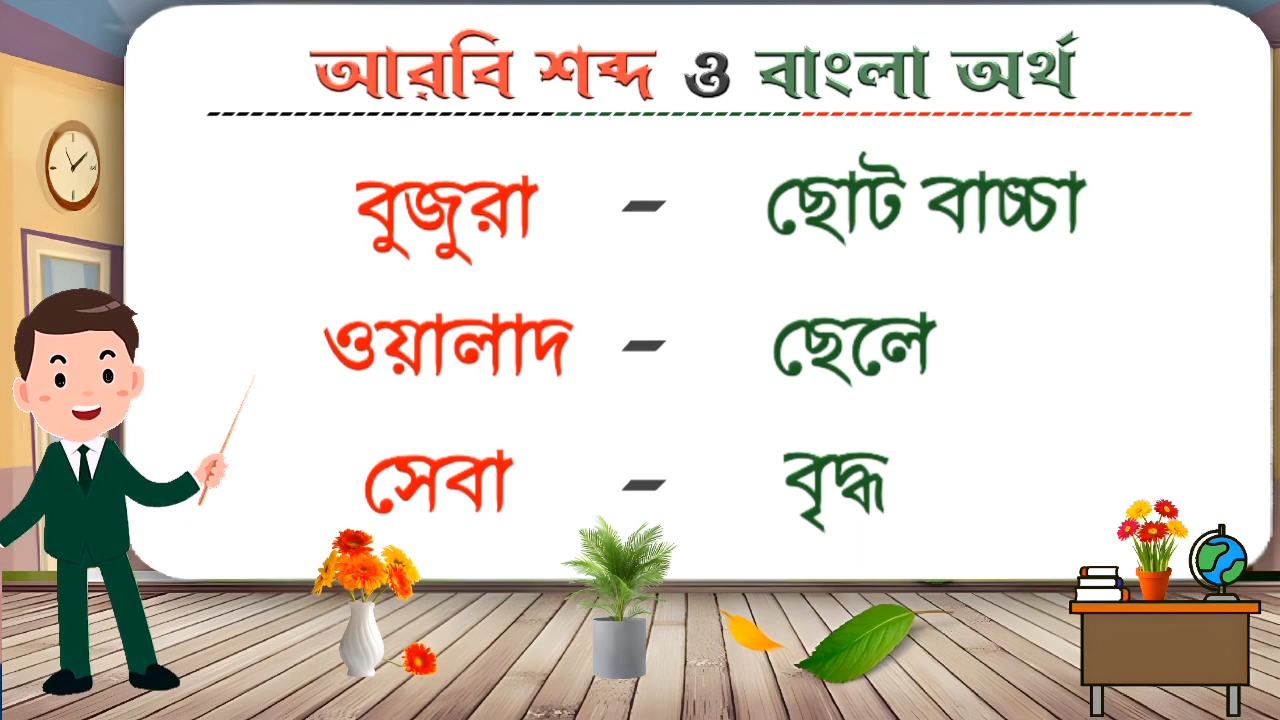 আরবি শব্দ ও বাংলা অর্থ
বুজুরা - ছোট বাচ্চা
ওয়ালাদ - ছেলে
সেবা - বৃদ্ধ